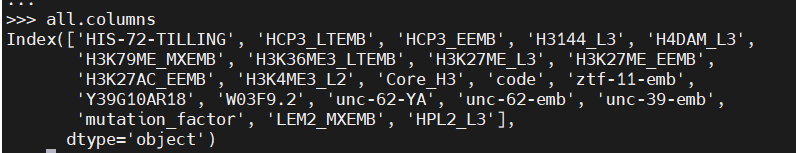 ...
>>> all.columns
Index(['HIS-72-TILLING', 'HCP3_LTEMB', 'HCP3_EEMB', 'H3144_L3', 'H4DAM_L3',
'H3K79ME_MXEMB', 'H3K36ME3_LTEMB', 'H3K27ME_L3', 'H3K27ME_EEMB',
'H3K27AC_EEMB', 'H3K4ME3_L2', 'Core_H3', 'code', 'ztf-11-emb',
'Y39G10AR18', 'W03F9.2', 'unc-62-YA', 'unc-62-emb', 'unc-39-emb',
'mutation_factor', 'LEM2_MXEMB', 'HPL2_L3'],
dtype='object')